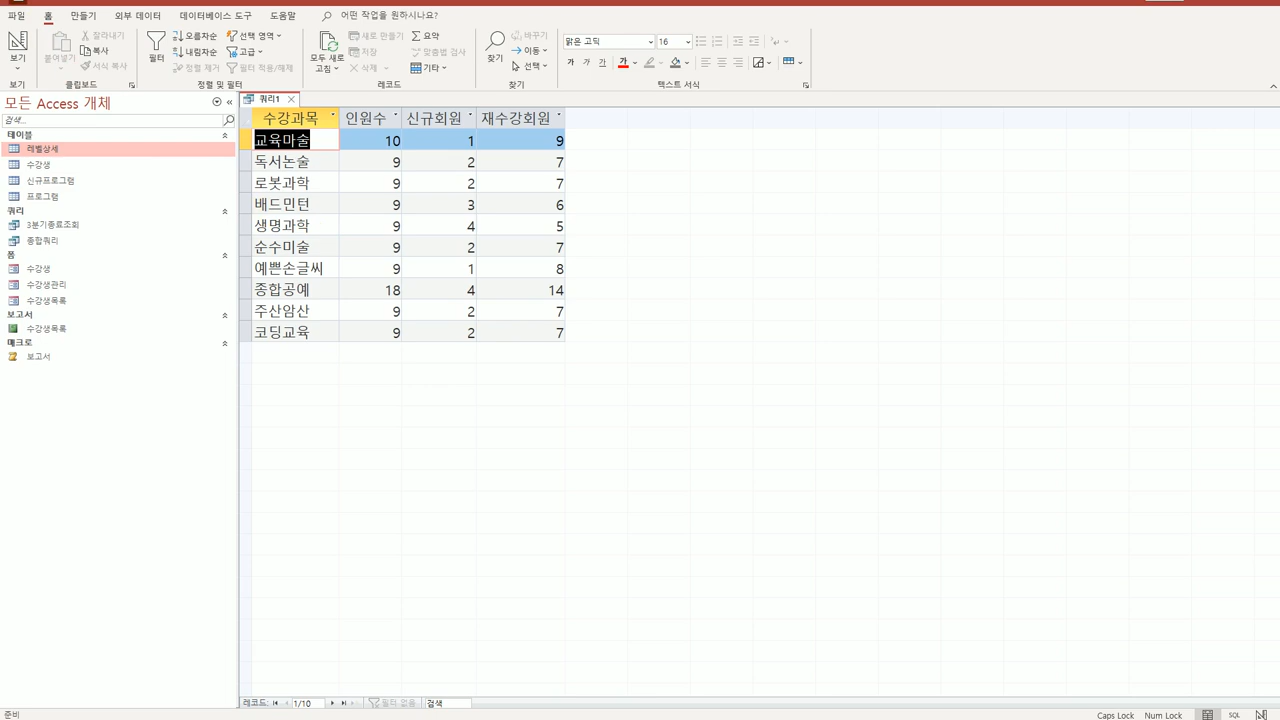 파일 홈 만들기 외부 데이터 데이터베이스 도구 도움말 어떤 작업을 원하시나요?
보기
붙여넣기
잘라내기
복사
서식 복사
필터
오름차순
내림차순
정렬 제거
선택 영역
고급
필터 적용/해제
모두 새로 고침
새로 만들기
저장
삭제
요약
맞춤법 검사
기타
찾기
바꾸기
이동
선택
맑은 고딕 16
가 가 가 가
보기 클립보드 정렬 및 필터 레코드 찾기 텍스트 서식
모든 Access 개체
검색...
테이블
레벨상세
수강생
신규프로그램
프로그램
쿼리
3분기종료조회
종합쿼리
폼
수강생
수강생관리
수강생목록
보고서
수강생목록
매크로
보고서
쿼리1
수강과목 인원수 신규회원 재수강회원
교육마술 10 1 9
독서논술 9 2 7
로봇과학 9 2 7
배드민턴 9 3 6
생명과학 9 4 5
순수미술 9 2 7
예쁜손글씨 9 1 8
종합공예 18 4 14
주산암산 9 2 7
코딩교육 9 2 7
레코드: 1/10 필터 없음 검색
준비 Caps Lock Num Lock SQL